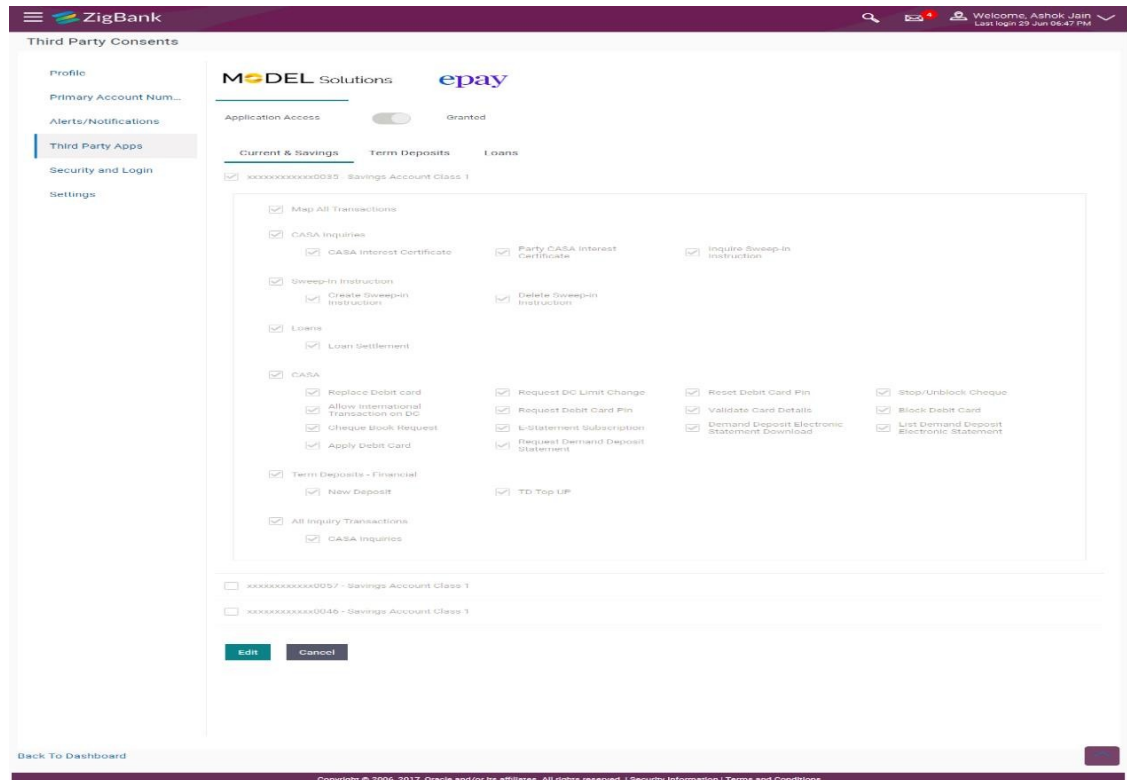 ZigBank
4
Welcome, Ashok Jain
Last login 29 Jun 06:47 PM
Third Party Consents
Profile
Primary Account Num...
Alerts/Notifications
Third Party Apps
Security and Login
Settings
MODEL Solutions
epay
Application Access
Granted
Current & Savings Term Deposits Loans
xxxxxxxxxxxx0035 Savings Account Class 1
Map All Transactions
CASA Inquiries
CASA Interest Certificate
Party CASA Interest
Certificate
Inquire Sweep-In
Instruction
Sweep-In Instruction
Create Sweep-in
Instruction
Delete Sweep-in
Instruction
Loans
Loan Settlement
CASA
Replace Debit card
Request DC Limit Change
Reset Debit Card Pin
Stop/Unblock Cheque
Allow International
Transaction on DC
Request Debit Card Pin
Validate Card Details
Block Debit Card
Cheque Book Request
E-Statement Subscription
Demand Deposit Electronic
Statement Download
List Demand Deposit
Electronic Statement
Apply Debit Card
Request Demand Deposit
Statement
Term Deposits - Financial
New Deposit
TD Top UP
All Inquiry Transactions
CASA Inquiries
xxxxxxxxxxxx0057 - Savings Account Class 1
xxxxxxxxxxxx0046 - Savings Account Class 1
Edit
Cancel
Back To Dashboard
Copyright © 2006, 2017, Oracle and/or its affiliates. All rights reserved. | Security Information | Terms and Conditions